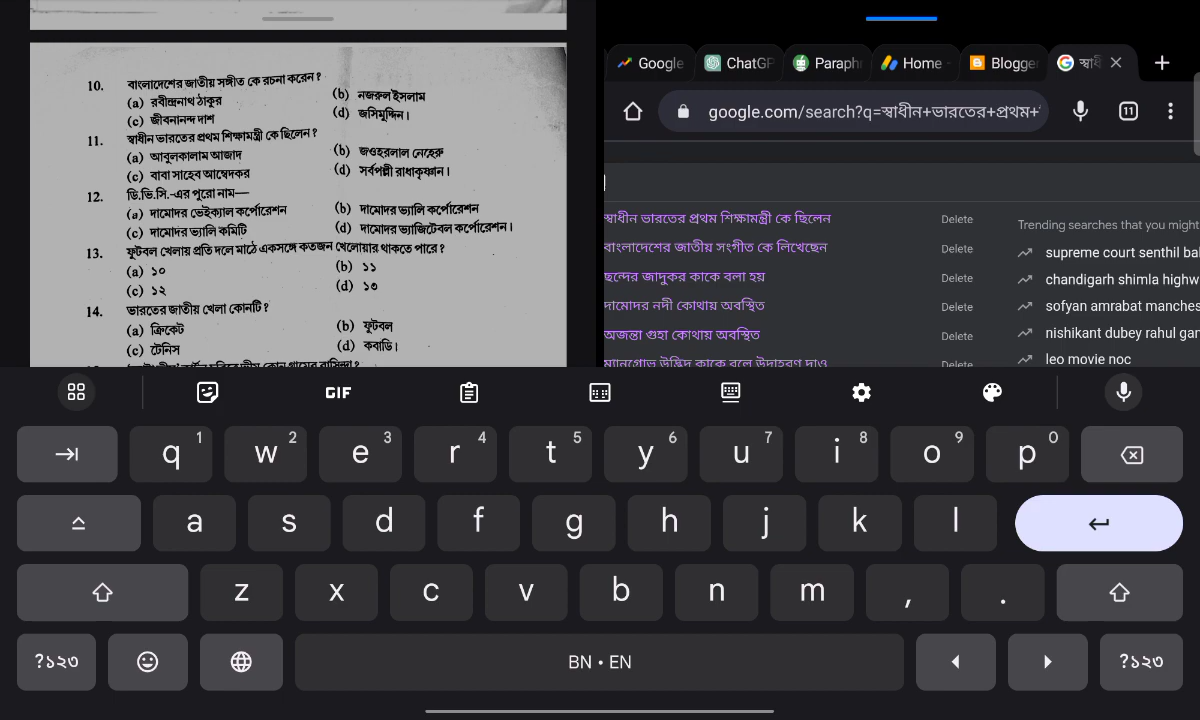 10. বাংলাদেশের জাতীয় সঙ্গীত কে রচনা করেন?
(a) রবীন্দ্রনাথ ঠাকুর (b) নজরুল ইসলাম
(c) জীবনানন্দ দাশ (d) জসিমুদ্দিন।
11. স্বাধীন ভারতের প্রথম শিক্ষামন্ত্রী কে ছিলেন?
(a) আবুলকালাম আজাদ (b) জওহরলাল নেহেরু
(c) বাবা সাহেব আম্বেদকর (d) সর্বপল্লী রাধাকৃষ্ণান।
12. ডি.ভি.সি.-এর পুরো নাম—
(a) দামোদর ভেইক্যাল কর্পোরেশন (b) দামোদর ভ্যালি কর্পোরেশন
(c) দামোদর ভ্যালি কমিটি (d) দামোদর ভ্যাজিটেবল কর্পোরেশন।
13. ফুটবল খেলায় প্রতি দলে মাঠে একসঙ্গে কতজন খেলোয়ার থাকতে পারে?
(a) ১০ (b) ১১
(c) ১২ (d) ১৩
14. ভারতের জাতীয় খেলা কোনটি?
(a) ক্রিকেট (b) ফুটবল
(c) টেনিস (d) কবাডি।
Google ChatGP Paraphr Home Blogger স্বাধী
google.com/search?q=স্বাধীন+ভারতের+প্রথম+ 11
স্বাধীন ভারতের প্রথম শিক্ষামন্ত্রী কে ছিলেন Delete
বাংলাদেশের জাতীয় সংগীত কে লিখেছেন Delete
ছন্দের জাদুকর কাকে বলা হয় Delete
দামোদর নদী কোথায় অবস্থিত Delete
অজন্তা গুহা কোথায় অবস্থিত Delete
ম্যানগ্রোভ উদ্ভিদ কাকে বলে উদাহরণ দাও Delete
Trending searches that you might
supreme court senthil bal
chandigarh shimla highw
sofyan amrabat manches
nishikant dubey rahul gan
leo movie noc
GIF
q 1 w 2 e 3 r 4 t 5 y 6 u 7 i 8 o 9 p 0
a s d f g h j k l
z x c v b n m , .
?১২৩ BN • EN ?১২৩